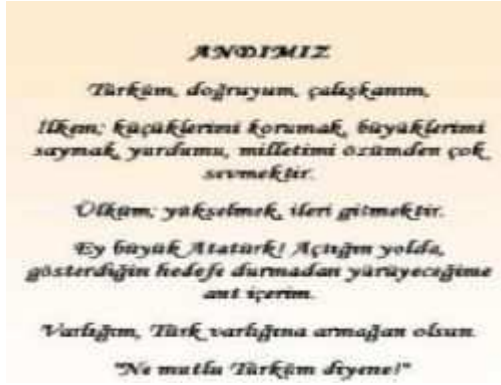 ANDIMIZ
Türküm, doğruyum, çalışkanım,
İlkem; küçüklerimi korumak, büyüklerimi
saymak, yurdumu, milletimi özümden çok
sevmektir.
Ülküm; yükselmek, ileri gitmektir.
Ey büyük Atatürk! Açtığın yolda,
gösterdiğin hedefe durmadan yürüyeceğime
ant içerim.
Varlığım, Türk varlığına armağan olsun.
"Ne mutlu Türküm diyene!"